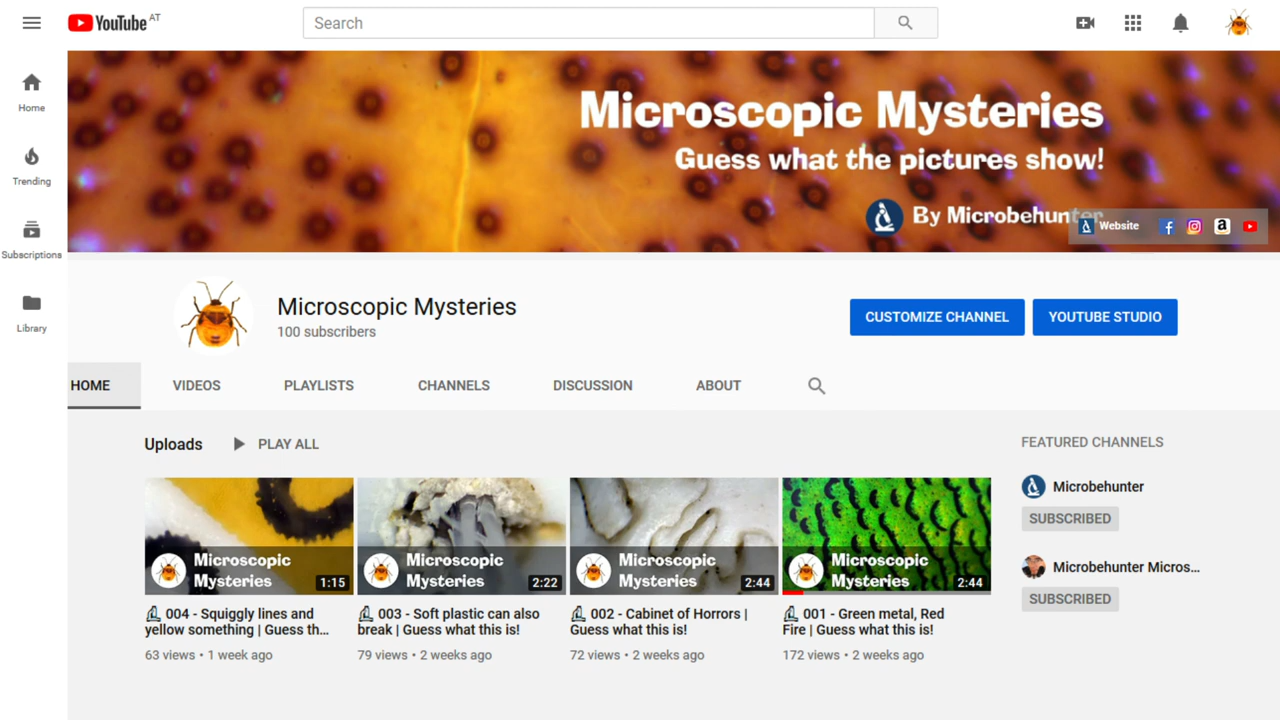 YouTube AT
Search
Home
Trending
Subscriptions
Library
Microscopic Mysteries
Guess what the pictures show!
By Microbehunter
Website
Microscopic Mysteries
100 subscribers
CUSTOMIZE CHANNEL
YOUTUBE STUDIO
HOME
VIDEOS
PLAYLISTS
CHANNELS
DISCUSSION
ABOUT
Uploads
PLAY ALL
Microscopic
Mysteries
1:15
004 - Squiggly lines and
yellow something | Guess th...
63 views • 1 week ago
Microscopic
Mysteries
2:22
003 - Soft plastic can also
break | Guess what this is!
79 views • 2 weeks ago
Microscopic
Mysteries
2:44
002 - Cabinet of Horrors |
Guess what this is!
72 views • 2 weeks ago
Microscopic
Mysteries
2:44
001 - Green metal, Red
Fire | Guess what this is!
172 views • 2 weeks ago
FEATURED CHANNELS
Microbehunter
SUBSCRIBED
Microbehunter Micros...
SUBSCRIBED